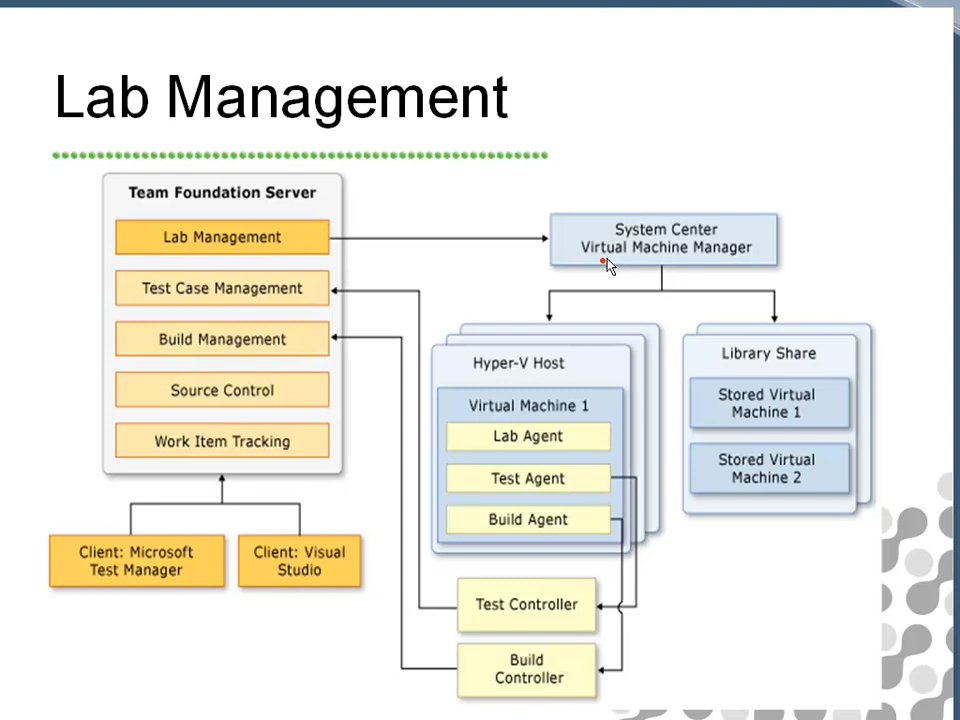 Lab Management
Team Foundation Server
Lab Management
Test Case Management
Build Management
Source Control
Work Item Tracking
Client: Microsoft
Test Manager
Client: Visual
Studio
System Center
Virtual Machine Manager
Hyper-V Host
Virtual Machine 1
Lab Agent
Test Agent
Build Agent
Library Share
Stored Virtual
Machine 1
Stored Virtual
Machine 2
Test Controller
Build
Controller